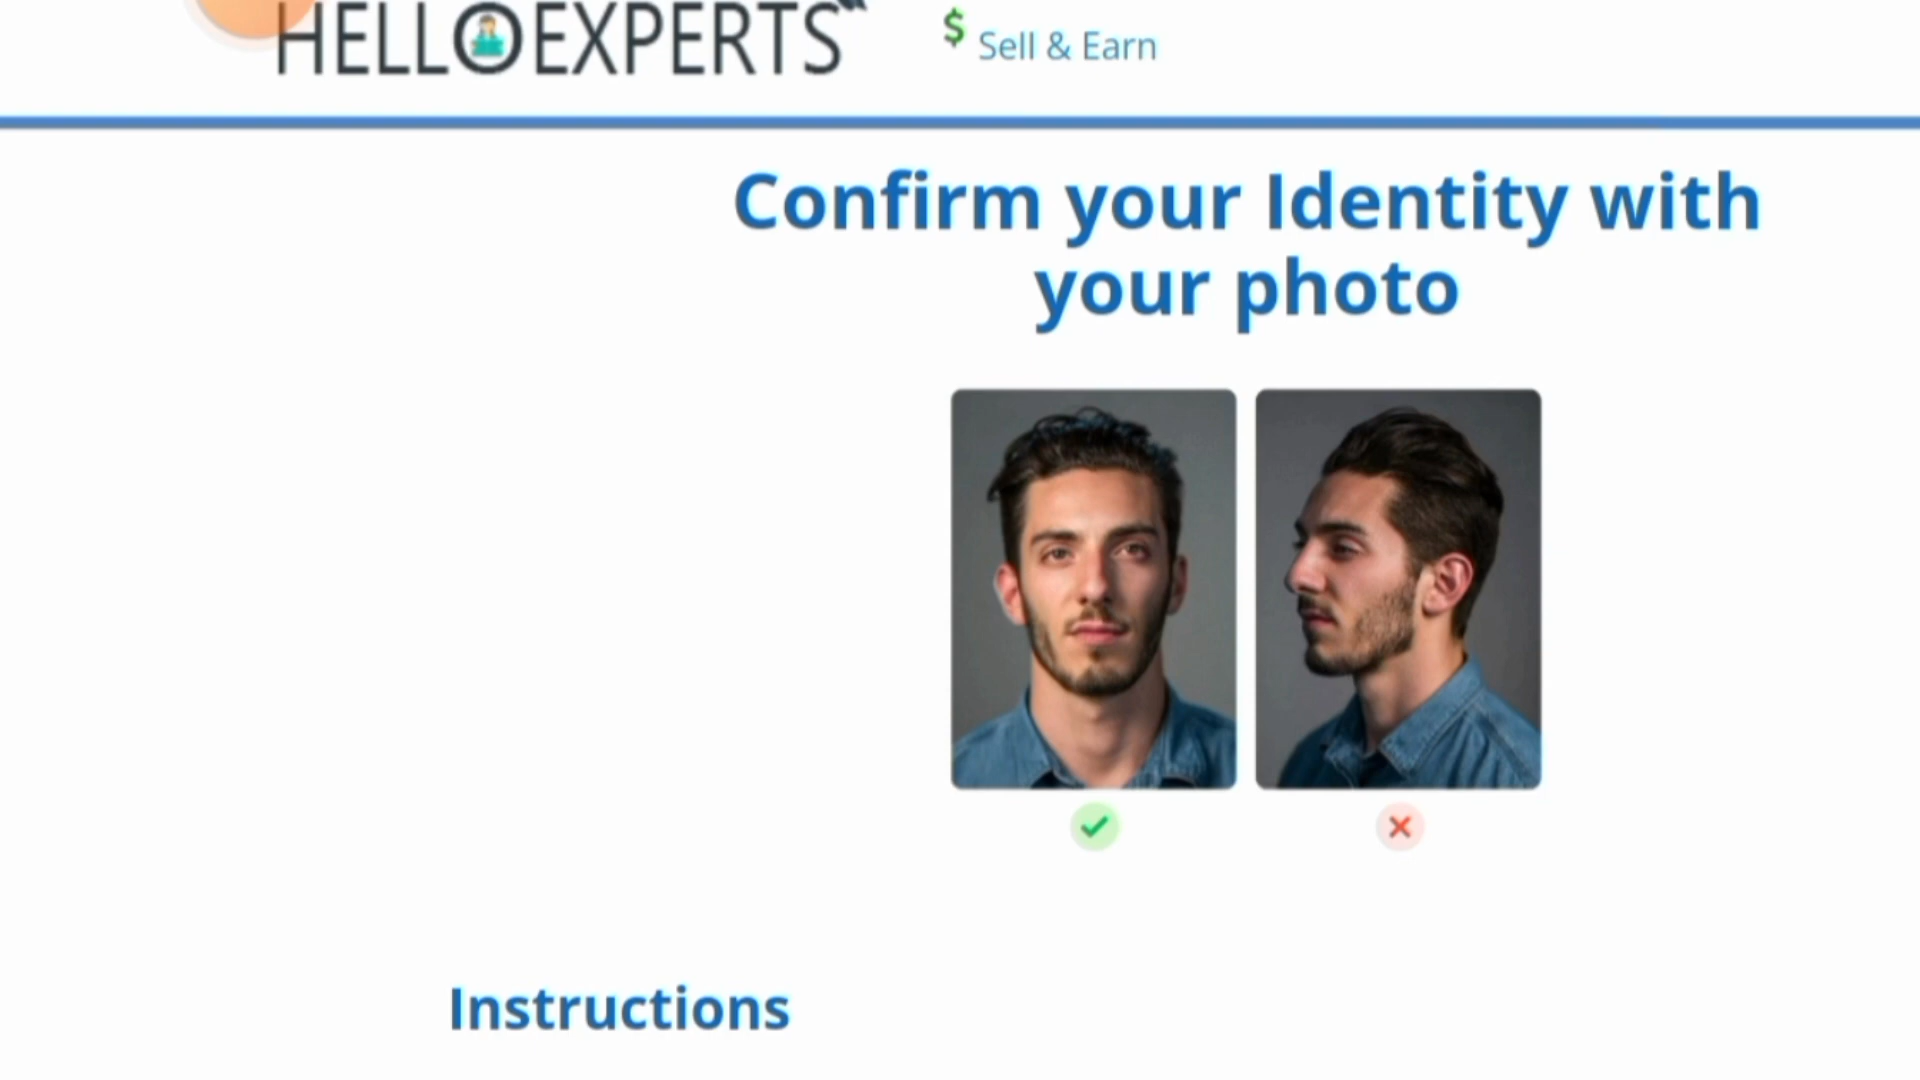 HELLOEXPERTS
$ Sell & Earn
Confirm your Identity with
your photo
Instructions